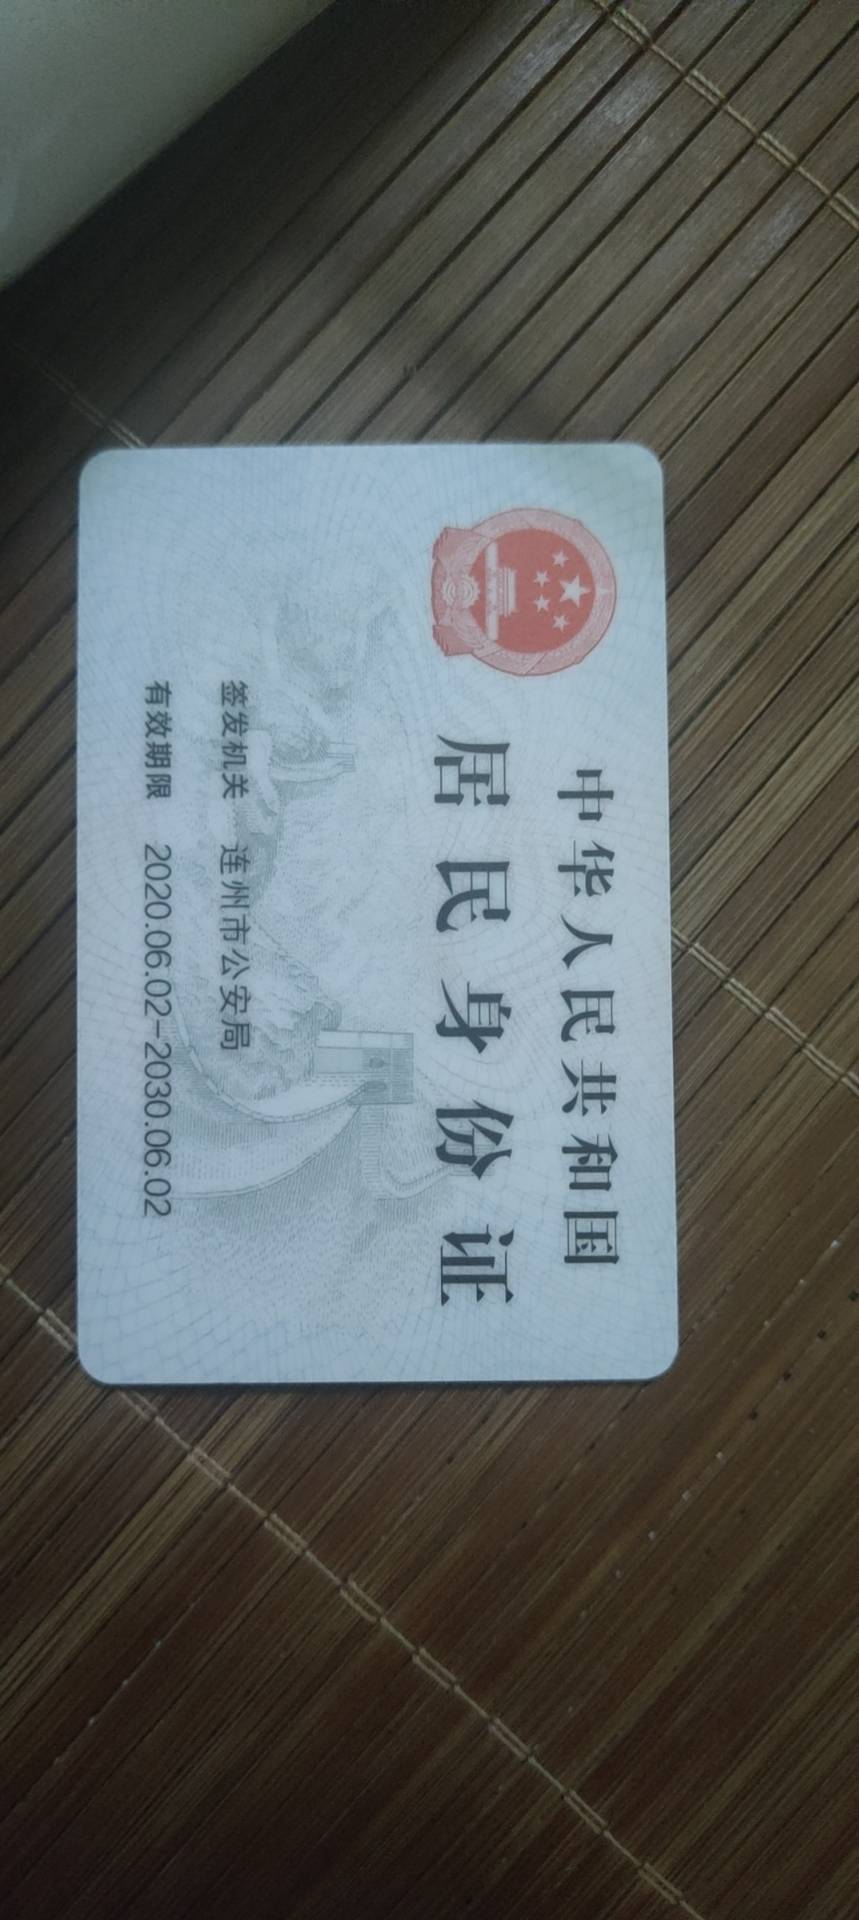 中华人民共和国
居民身份证
签发机关 连州市公安局
有效期限 2020.06.02-2030.06.02